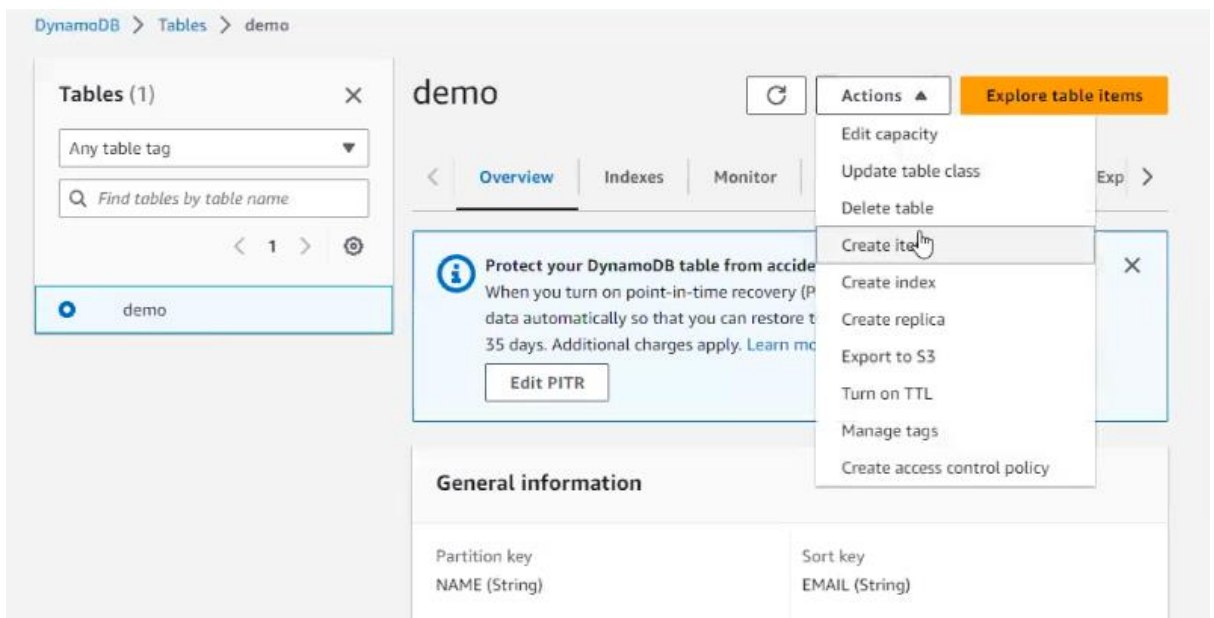 DynamoDB > Tables > demo
Tables (1)
Any table tag
Find tables by table name
< 1 >
demo
demo
Actions
Explore table items
Overview
Indexes
Monitor
Exp
Edit capacity
Update table class
Delete table
Create
Create index
Create replica
Export to S3
Turn on TTL
Manage tags
Create access control policy
Protect your DynamoDB table from
When you turn on point-in-time recovery
data automatically so that you can restore
35 days. Additional charges apply. Learn
Edit PITR
General information
Partition key
NAME (String)
Sort key
EMAIL (String)